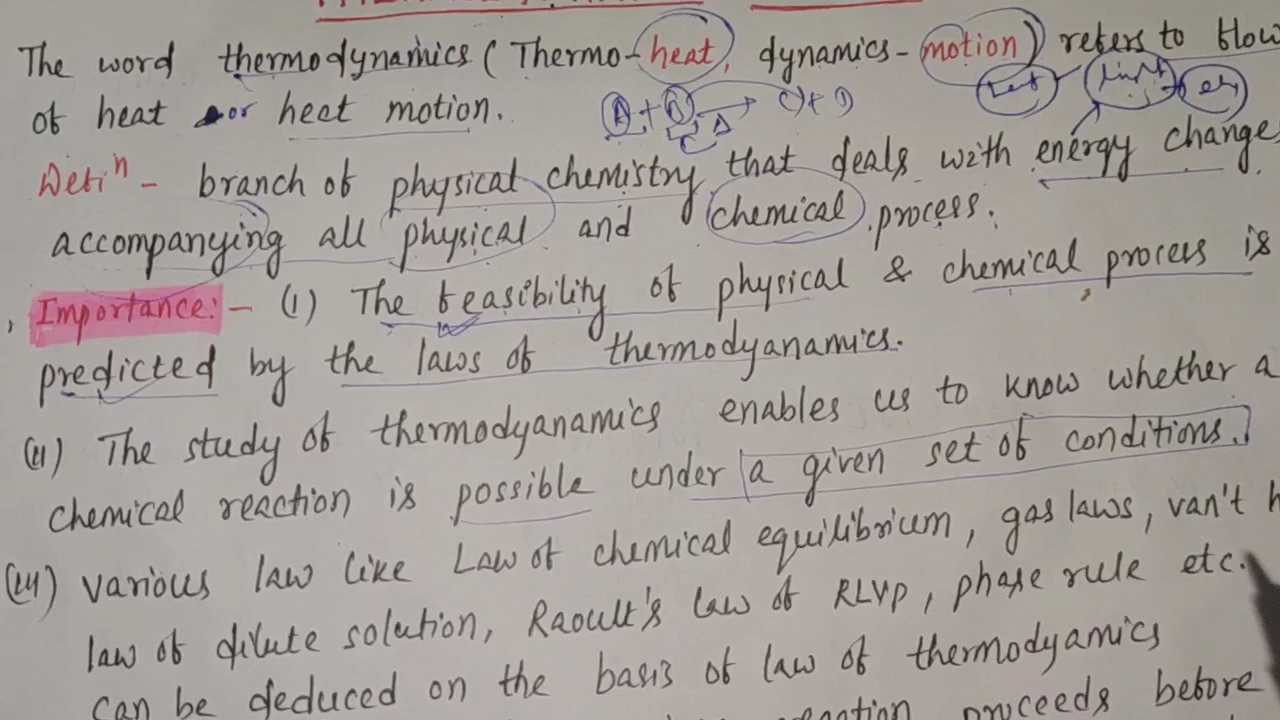 The word thermodynamics (Thermo-heat, dynamics-motion) refers to flow
of heat or heet motion. A + B → C + D
Δ
Defiⁿ - branch of physical chemistry that deals with energy change
accompanying all physical and chemical process.
Importance:- (i) The feasibility of physical & chemical process is
predicted by the laws of thermodyanamics.
(ii) The study of thermodyanamics enables us to know whether a
chemical reaction is possible under a given set of conditions.
(iii) various law like Law of chemical equilibrium, gas laws, van't h
law of dilute solution, Raoult's law of RLVP, phase rule etc.
can be deduced on the basis of law of thermodyamics
proceeds before